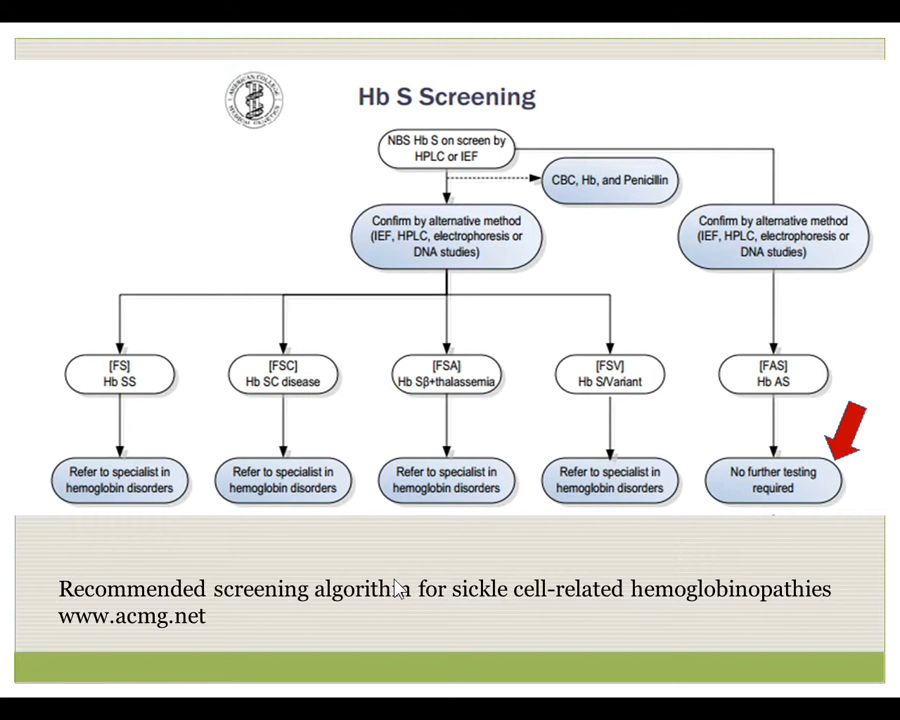 AMERICAN COLLEGE
MEDICAL GENETICS
Hb S Screening
NBS Hb S on screen by
HPLC or IEF
CBC, Hb, and Penicillin
Confirm by alternative method
(IEF, HPLC, electrophoresis or
DNA studies)
Confirm by alternative method
(IEF, HPLC, electrophoresis or
DNA studies)
[FS]
Hb SS
[FSC]
Hb SC disease
[FSA]
Hb Sβ+thalassemia
[FSV]
Hb S/Variant
[FAS]
Hb AS
Refer to specialist in
hemoglobin disorders
Refer to specialist in
hemoglobin disorders
Refer to specialist in
hemoglobin disorders
Refer to specialist in
hemoglobin disorders
No further testing
required
Recommended screening algorithm for sickle cell-related hemoglobinopathies
www.acmg.net